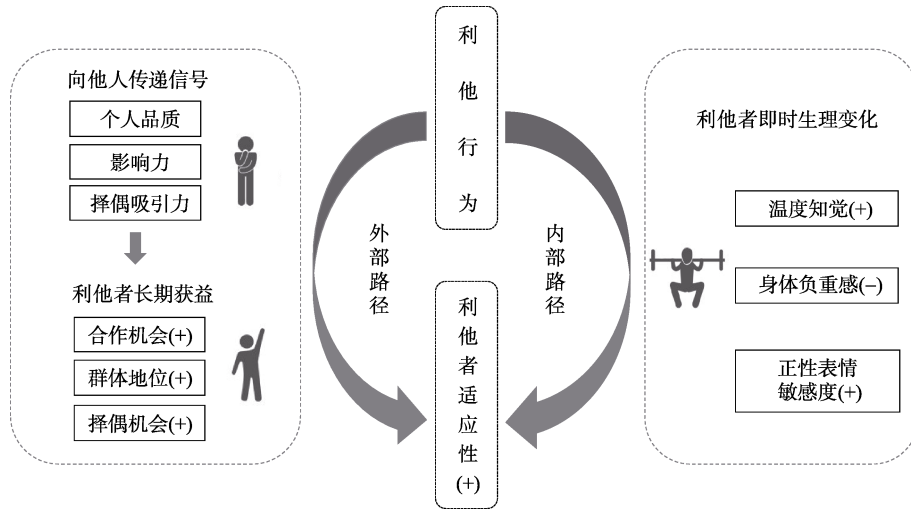 向他人传递信号
个人品质
影响力
择偶吸引力
利他者长期获益
合作机会(+)
群体地位(+)
择偶机会(+)
外部路径
利他行为
利他者适应性(+)
内部路径
利他者即时生理变化
温度知觉(+)
身体负重感(−)
正性表情
敏感度(+)